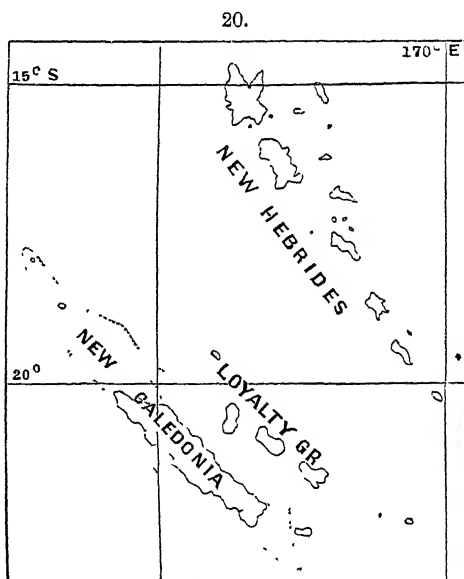 20.
170° E
15° S
NEW HEBRIDES
NEW
CALEDONIA
LOYALTY GR.
20°